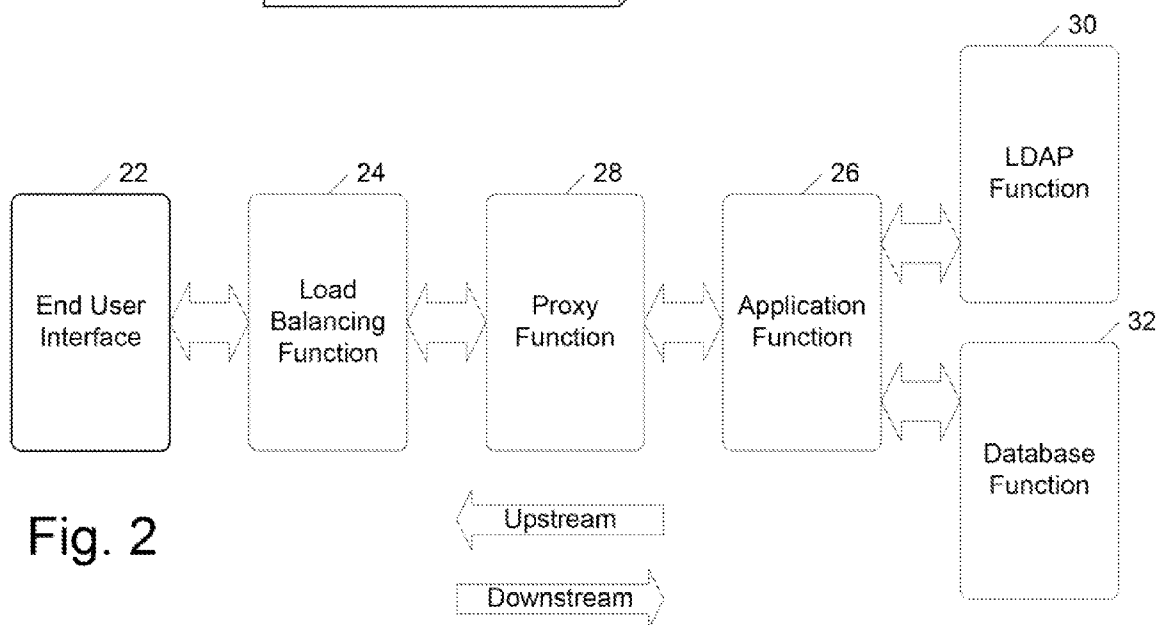 30
LDAP
Function
22
24
28
26
End User
Interface
Load
Balancing
Function
Proxy
Function
Application
Function
32
Database
Function
Fig. 2
Upstream
Downstream